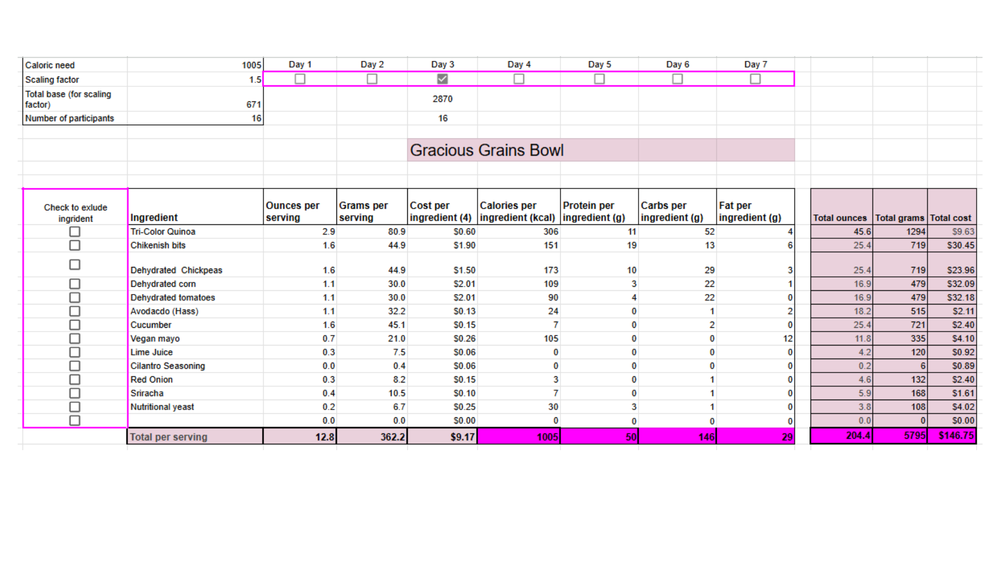 Caloric need 1005 Day 1 Day 2 Day 3 Day 4 Day 5 Day 6 Day 7
Scaling factor 1.5
Total base (for scaling factor) 671 2870
Number of participants 16 16
Gracious Grains Bowl
Check to exlude ingrident Ingredient Ounces per serving Grams per serving Cost per ingredient (4) Calories per ingredient (kcal) Protein per ingredient (g) Carbs per ingredient (g) Fat per ingredient (g) Total ounces Total grams Total cost
Tri-Color Quinoa 2.9 80.9 $0.60 306 11 52 4 45.6 1294 $9.63
Chikenish bits 1.6 44.9 $1.90 151 19 13 6 25.4 719 $30.45
Dehydrated  Chickpeas 1.6 44.9 $1.50 173 10 29 3 25.4 719 $23.96
Dehydrated corn 1.1 30.0 $2.01 109 3 22 1 16.9 479 $32.09
Dehydrated tomatoes 1.1 30.0 $2.01 90 4 22 0 16.9 479 $32.18
Avodacdo (Hass) 1.1 32.2 $0.13 24 0 1 2 18.2 515 $2.11
Cucumber 1.6 45.1 $0.15 7 0 2 0 25.4 721 $2.40
Vegan mayo 0.7 21.0 $0.26 105 0 0 12 11.8 335 $4.10
Lime Juice 0.3 7.5 $0.06 0 0 0 0 4.2 120 $0.92
Cilantro Seasoning 0.0 0.4 $0.06 0 0 0 0 0.2 6 $0.89
Red Onion 0.3 8.2 $0.15 3 0 1 0 4.6 132 $2.40
Sriracha 0.4 10.5 $0.10 7 0 1 0 5.9 168 $1.61
Nutritional yeast 0.2 6.7 $0.25 30 3 1 0 3.8 108 $4.02
0.0 0.0 $0.00 0 0 0 0 0.0 0 $0.00
Total per serving 12.8 362.2 $9.17 1005 50 146 29 204.4 5795 $146.75